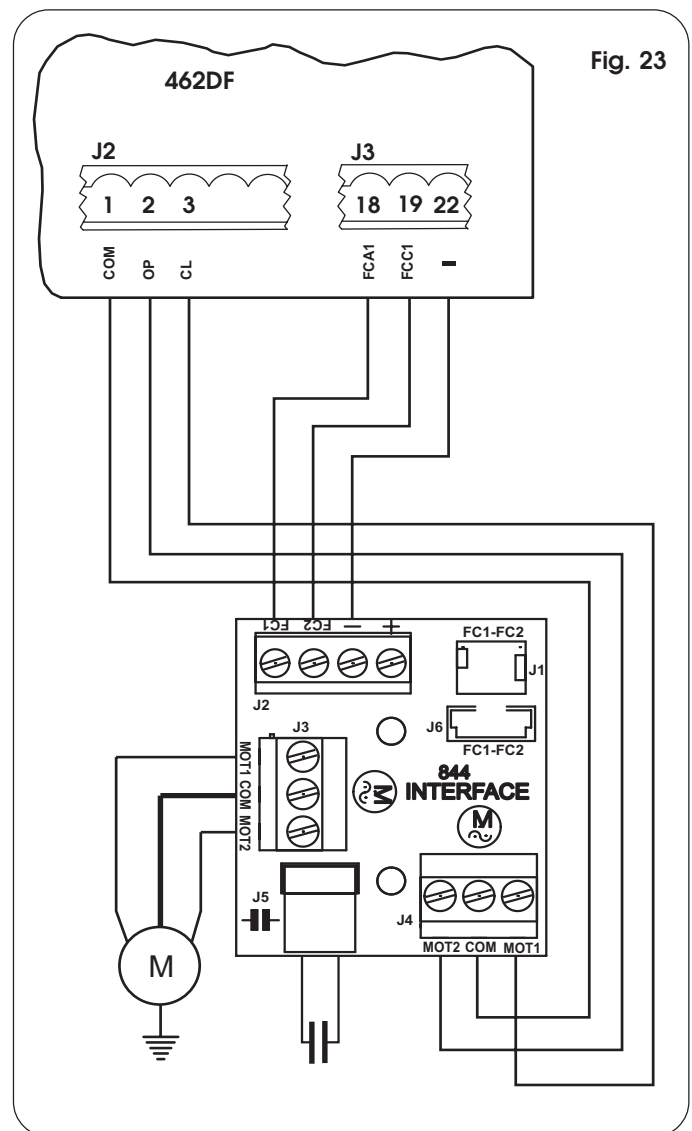 Fig. 23
462DF
J2
J3
1 2 3
18 19 22
COM
OP
CL
FCA1
FCC1
-
FC1 FC2 - +
FC1-FC2
J1
J2
J3
J6
FC1-FC2
MOT1 COM MOT2
844
INTERFACE
M
M
J5
J4
MOT2 COM MOT1
M